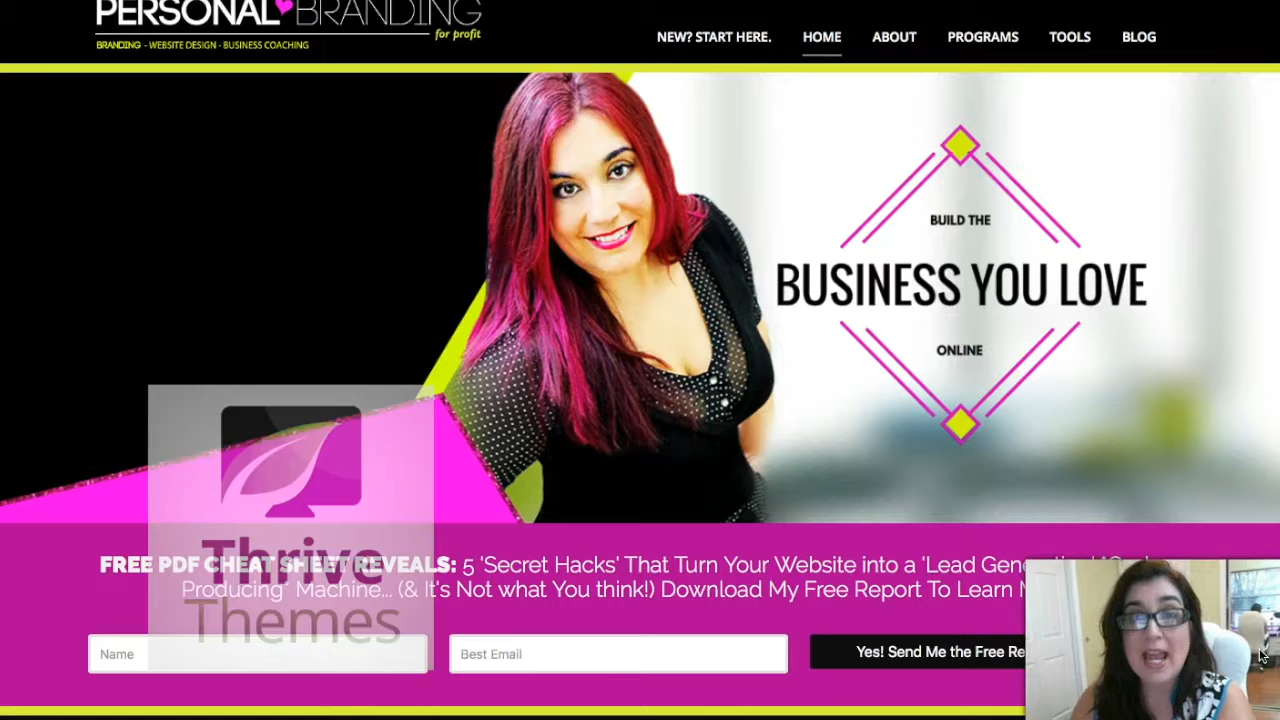 PERSONAL BRANDING
for profit
BRANDING - WEBSITE DESIGN - BUSINESS COACHING
NEW? START HERE. HOME ABOUT PROGRAMS TOOLS BLOG
BUILD THE
BUSINESS YOU LOVE
ONLINE
FREE PDF CHEAT SHEET REVEALS: 5 'Secret Hacks' That Turn Your Website into a 'Lead
Producing' Machine... (& It's Not what You think!) Download My Free Report To Learn
Thrive
Themes
Name
Best Email
Yes! Send Me the Free